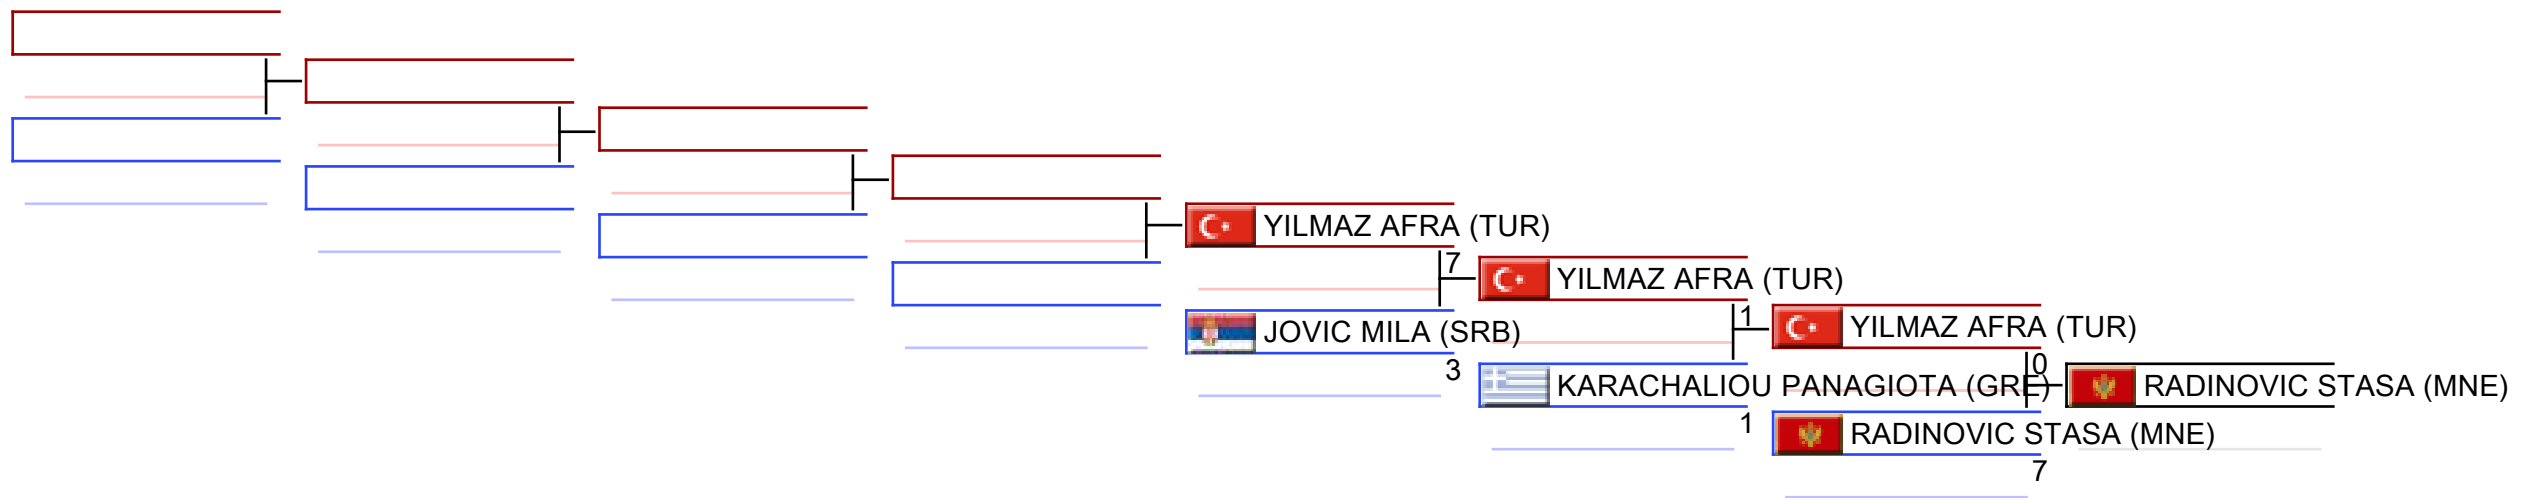 YILMAZ AFRA (TUR)
7
YILMAZ AFRA (TUR)
JOVIC MILA (SRB)
3
1
YILMAZ AFRA (TUR)
KARACHALIOU PANAGIOTA (GRE)
1
0
RADINOVIC STASA (MNE)
RADINOVIC STASA (MNE)
7